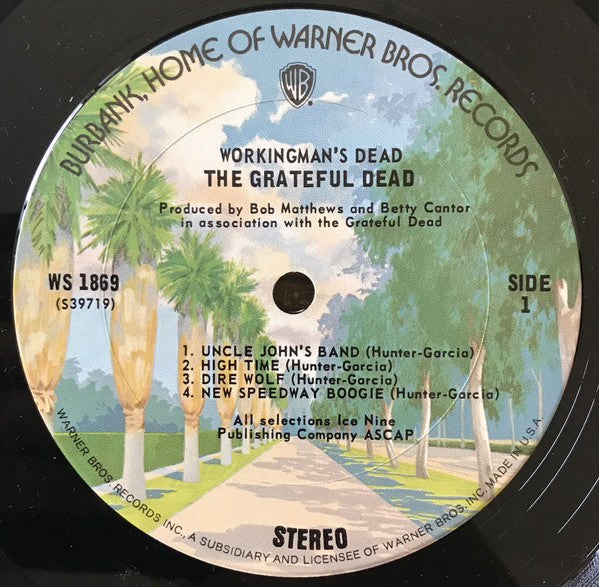 BURBANK, HOME OF WARNER BROS. RECORDS
WB
WORKINGMAN'S DEAD
THE GRATEFUL DEAD
Produced by Bob Matthews and Betty Cantor
in association with the Grateful Dead
WS 1869
(S39719)
SIDE
1
1. UNCLE JOHN'S BAND (Hunter-Garcia)
2. HIGH TIME (Hunter-Garcia)
3. DIRE WOLF (Hunter-Garcia)
4. NEW SPEEDWAY BOOGIE (Hunter-Garcia)
All selections Ice Nine
Publishing Company ASCAP
STEREO
WARNER BROS. RECORDS INC., A SUBSIDIARY AND LICENSEE OF WARNER BROS. INC. MADE IN U.S.A.